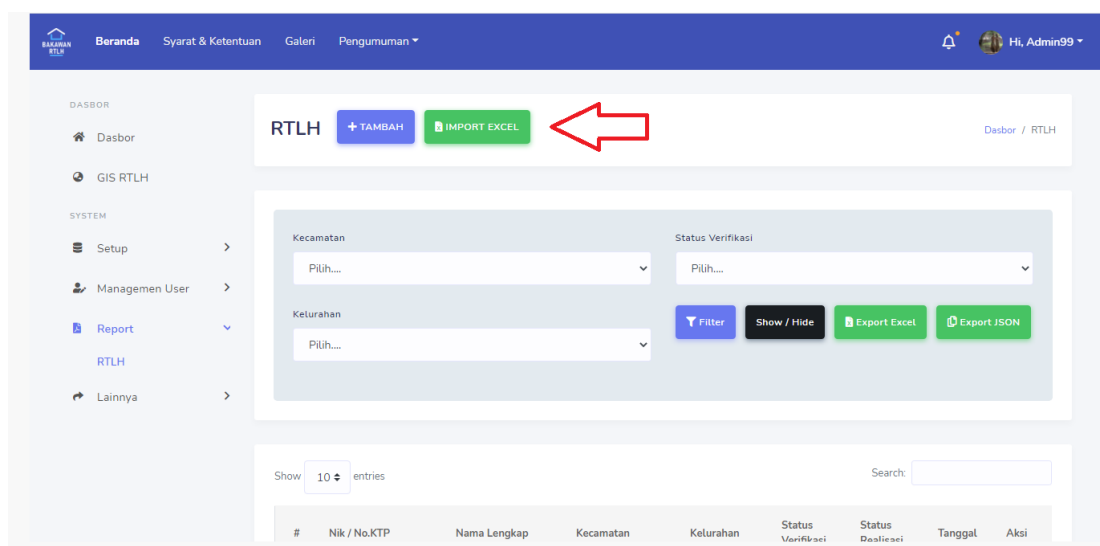 BAKAWAN
RTLH
Beranda Syarat & Ketentuan Galeri Pengumuman Hi, Admin99
DASBOR
Dasbor
GIS RTLH
SYSTEM
Setup
Managemen User
Report
RTLH
Lainnya
RTLH + TAMBAH IMPORT EXCEL Dasbor / RTLH
Kecamatan Status Verifikasi
Pilih.... Pilih....
Kelurahan
Filter Show / Hide Export Excel Export JSON
Pilih....
Show 10 entries Search:
# Nik / No.KTP Nama Lengkap Kecamatan Kelurahan Status Verifikasi Status Realisasi Tanggal Aksi